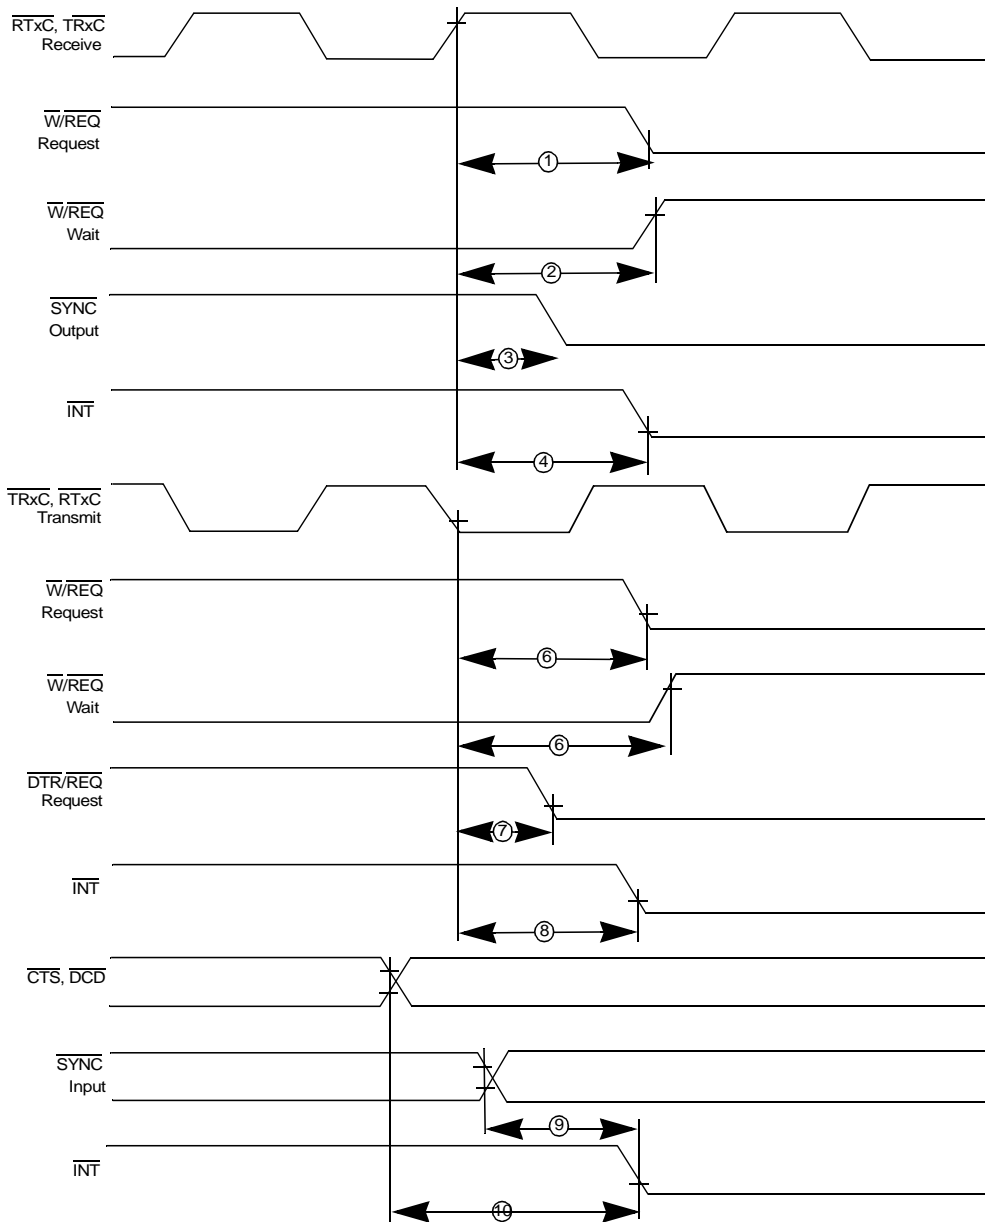 RTxC, TRxC
Receive
W/REQ
Request
1
W/REQ
Wait
2
SYNC
Output
3
INT
4
TRxC, RTxC
Transmit
W/REQ
Request
6
W/REQ
Wait
6
DTR/REQ
Request
7
INT
8
CTS, DCD
SYNC
Input
9
INT
10